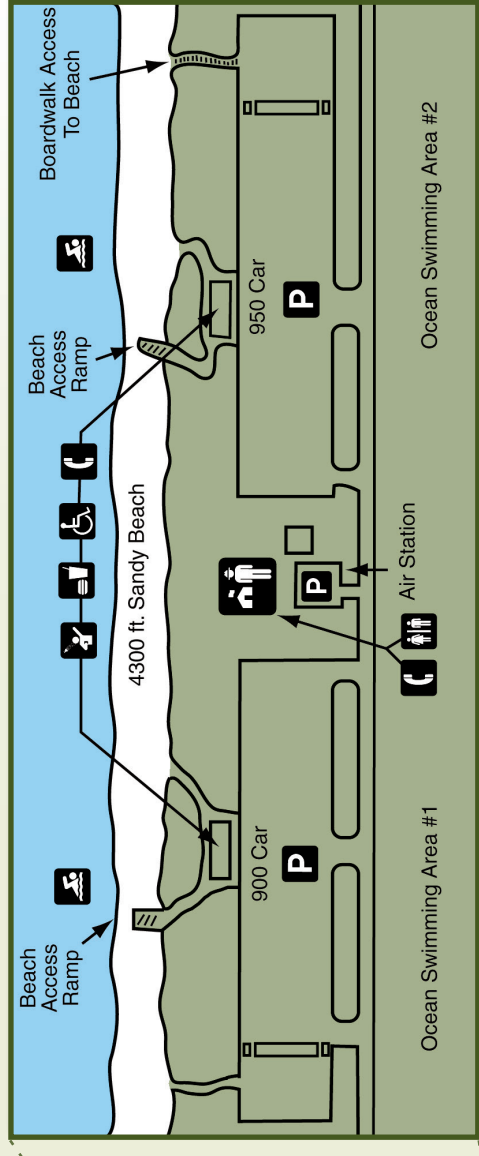 Boardwalk Access
To Beach
Beach
Access
Ramp
Beach
Access
Ramp
4300 ft. Sandy Beach
900 Car
P
950 Car
P
P
Air Station
Ocean Swimming Area #1
Ocean Swimming Area #2